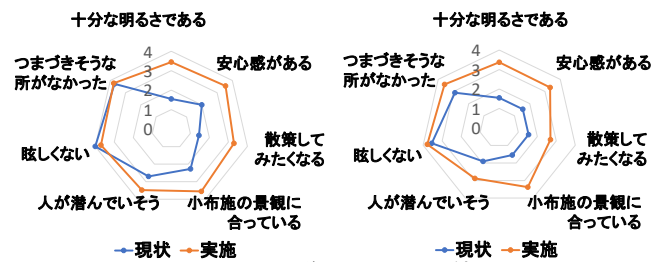 十分な明るさである
安心感がある
散策して
みたくなる
小布施の景観に
合っている
人が潜んでいそう
眩しくない
つまづきそうな
所がなかった
4
3
2
1
0
現状
実施
十分な明るさである
安心感がある
散策して
みたくなる
小布施の景観に
合っている
人が潜んでいそう
眩しくない
つまづきそうな
所がなかった
4
3
2
1
0
現状
実施